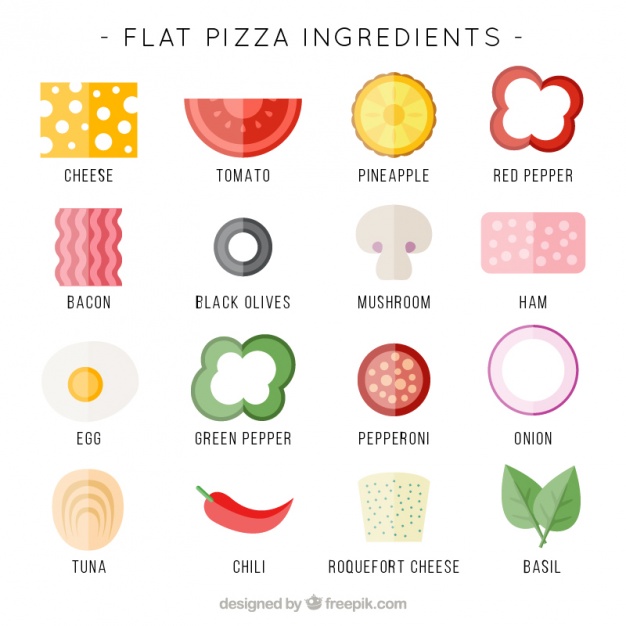 - FLAT PIZZA INGREDIENTS -
CHEESE
TOMATO
PINEAPPLE
RED PEPPER
BACON
BLACK OLIVES
MUSHROOM
HAM
EGG
GREEN PEPPER
PEPPERONI
ONION
TUNA
CHILI
ROQUEFORT CHEESE
BASIL
designed by freepik.com